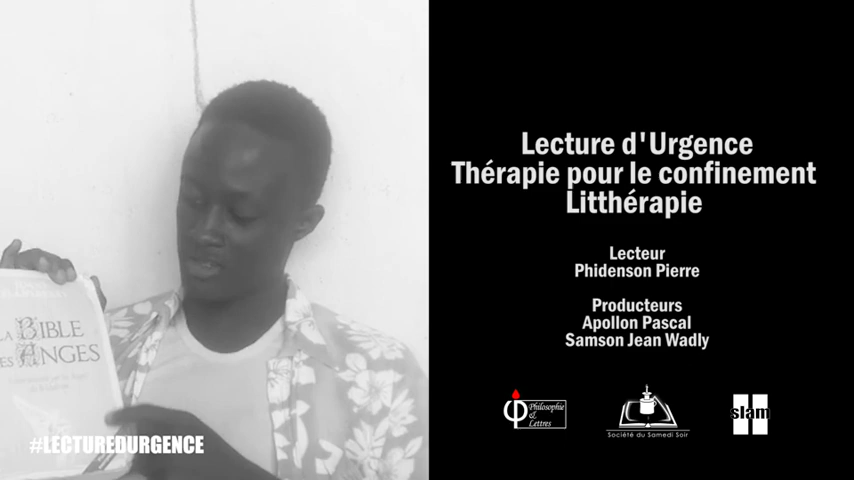 LA BIBLE
DES ANGES
#LECTUREDURGENCE
Lecture d'Urgence
Thérapie pour le confinement
Litthérapie
Lecteur
Phidenson Pierre
Producteurs
Apollon Pascal
Samson Jean Wadly
Philosophie
&
Lettres
Société du Samedi Soir
slam